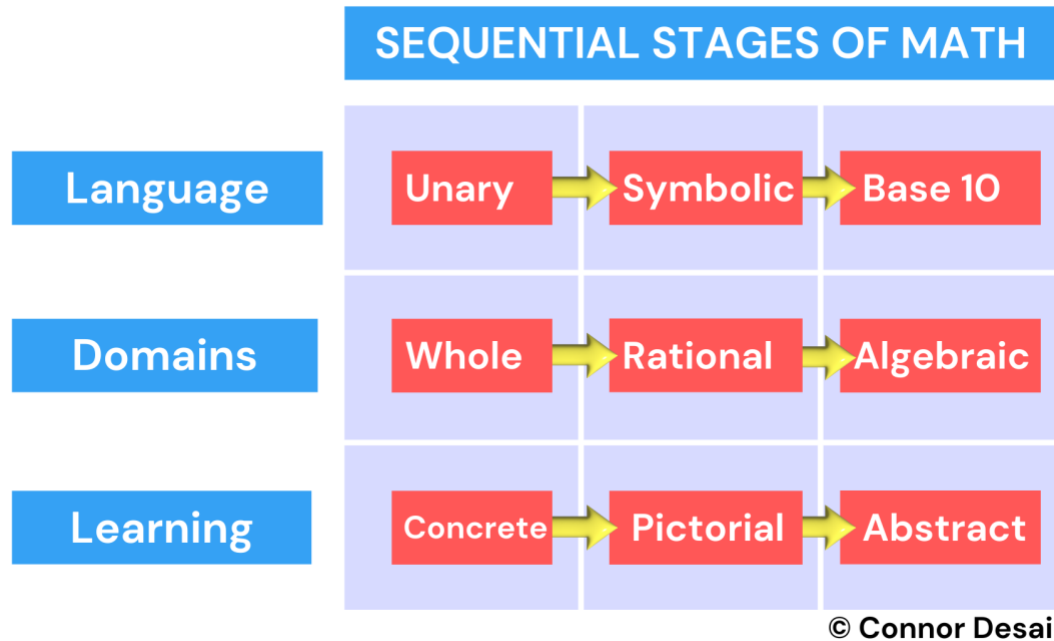 SEQUENTIAL STAGES OF MATH
Language
Unary
Symbolic
Base 10
Domains
Whole
Rational
Algebraic
Learning
Concrete
Pictorial
Abstract
© Connor Desai